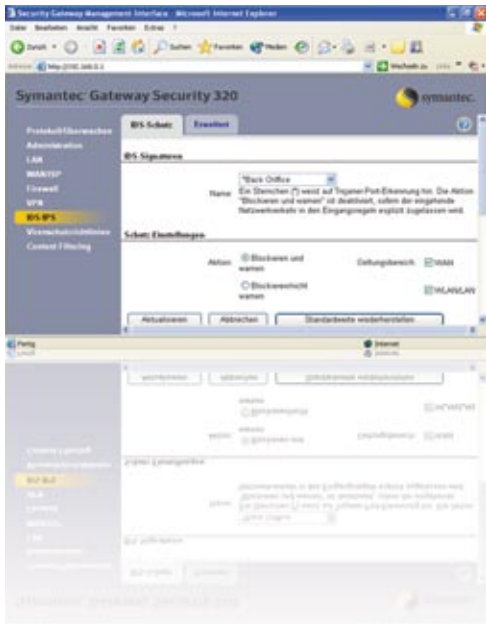 Security Gateway Management Interface - Microsoft Internet Explorer
Datei Bearbeiten Ansicht Favoriten Extras ?
Zurück Suchen Favoriten Medien
Adresse Wechseln zu
Symantec Gateway Security 320
symantec.
IDS-Schutz Erweitert
Protokoll/Überwachen
Administration
LAN
WAN/ISP
Firewall
VPN
IDS/IPS
Virenschutzrichtlinien
Content Filtering
IDS Signaturen
Name
*Back Orifice
Ein Sternchen (*) weist auf Trojaner-Port-Erkennung hin. Die Aktion
"Blockieren und warnen" ist deaktiviert, sofern der eingehende
Netzwerkverkehr in den Eingangsregeln explizit zugelassen wird.
Schutz Einstellungen
Aktion Blockieren und warnen
Geltungsbereich WAN
Blockieren/nicht warnen
WLAN/LAN
Aktualisieren Abbrechen Standardwerte wiederherstellen
Fertig Internet